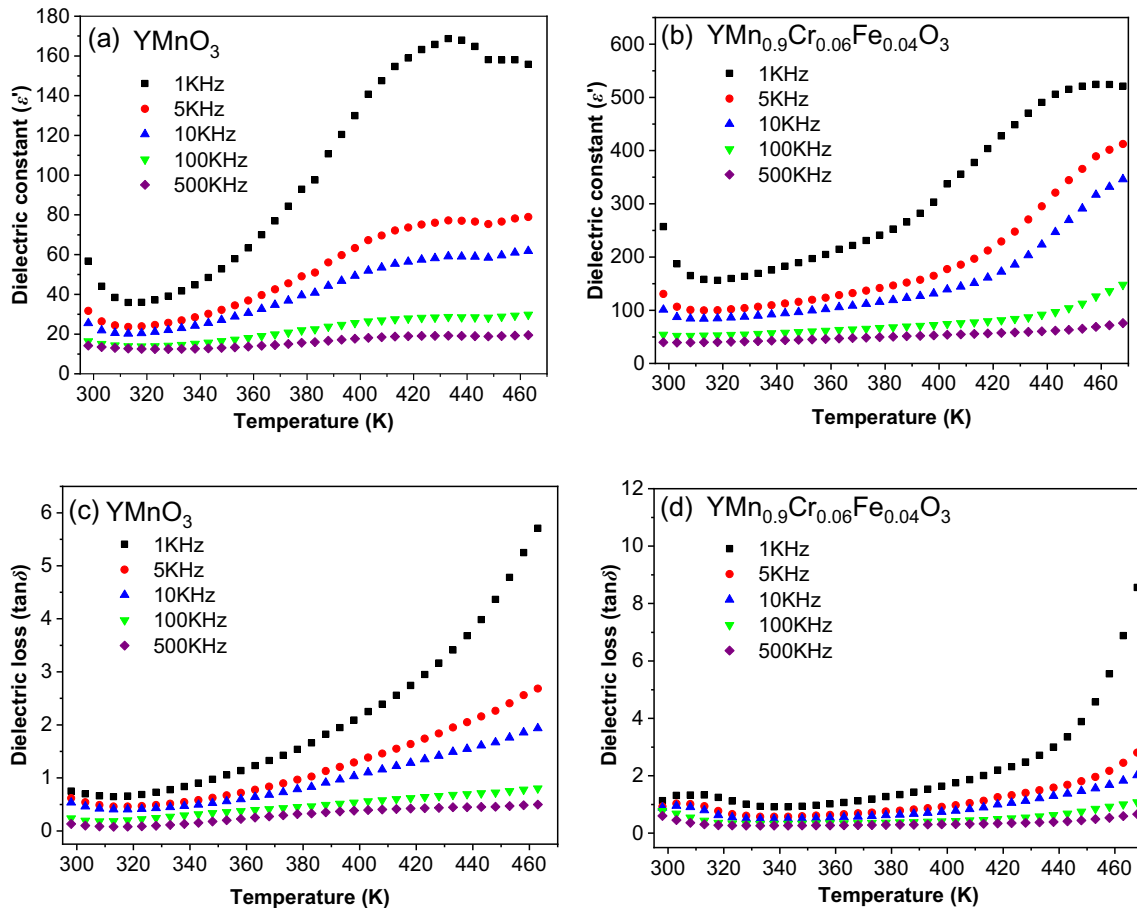 (a) YMnO₃
1KHz
5KHz
10KHz
100KHz
500KHz
Dielectric constant (ε')
180
160
140
120
100
80
60
40
20
0
300 320 340 360 380 400 420 440 460
Temperature (K)
(b) YMn₀.₉Cr₀.₀₆Fe₀.₀₄O₃
1KHz
5KHz
10KHz
100KHz
500KHz
Dielectric constant (ε')
600
500
400
300
200
100
0
300 320 340 360 380 400 420 440 460
Temperature (K)
(c) YMnO₃
1KHz
5KHz
10KHz
100KHz
500KHz
Dielectric loss (tanδ)
6
5
4
3
2
1
0
300 320 340 360 380 400 420 440 460
Temperature (K)
(d) YMn₀.₉Cr₀.₀₆Fe₀.₀₄O₃
1KHz
5KHz
10KHz
100KHz
500KHz
Dielectric loss (tanδ)
12
10
8
6
4
2
0
300 320 340 360 380 400 420 440 460
Temperature (K)